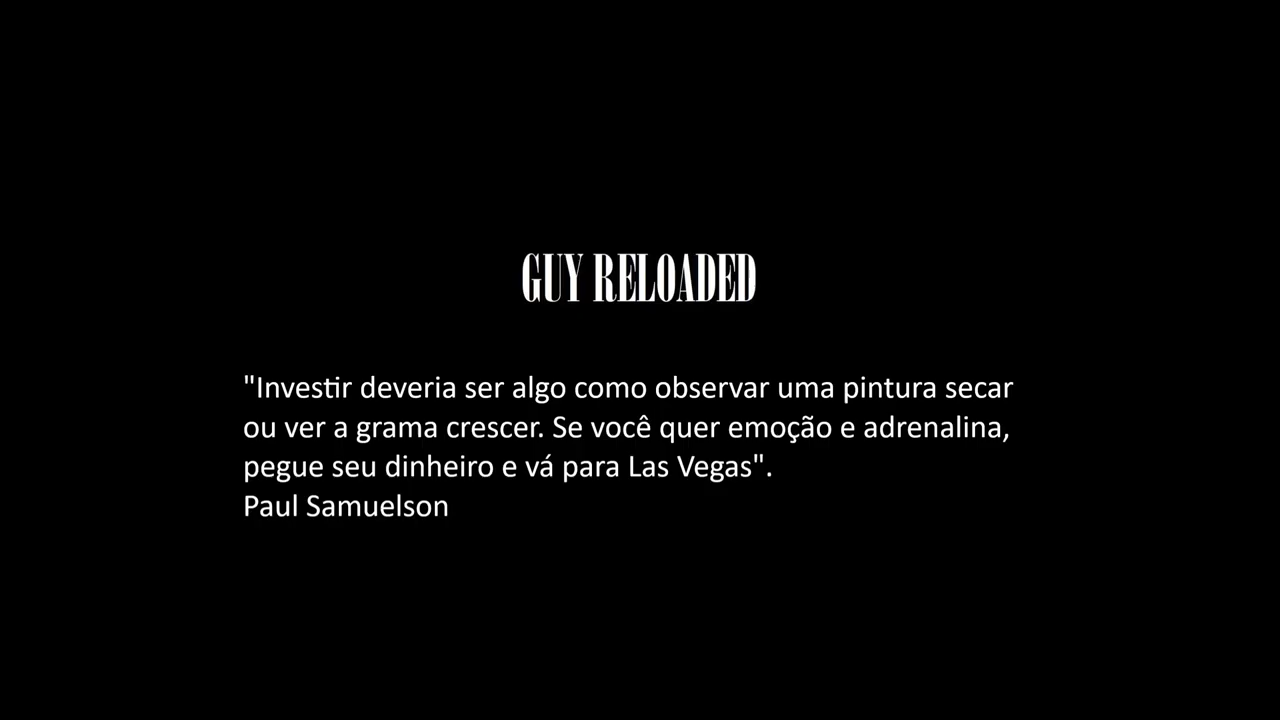 GUY RELOADED
"Investir deveria ser algo como observar uma pintura secar
ou ver a grama crescer. Se você quer emoção e adrenalina,
pegue seu dinheiro e vá para Las Vegas".
Paul Samuelson